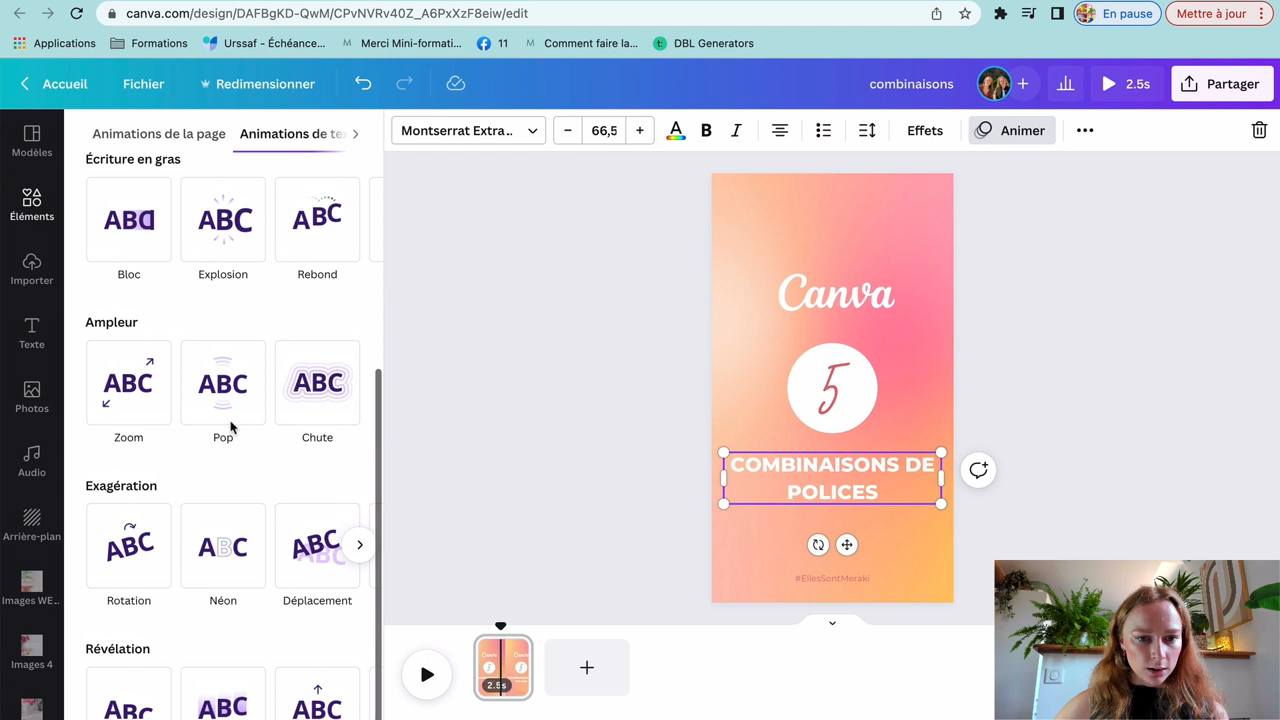 canva.com/design/DAFBgKD-QwM/CPvNVRv40Z_A6PxXzF8eiw/edit
En pause
Mettre à jour
Applications
Formations
Urssaf - Échéance...
Merci Mini-formati...
11
Comment faire la...
DBL Generators
Accueil
Fichier
Redimensionner
combinaisons
2.5s
Partager
Modèles
Éléments
Importer
Texte
Photos
Audio
Arrière-plan
Images WE...
Images 4
Animations de la page
Animations de te
Écriture en gras
ABC
ABC
ABC
Bloc
Explosion
Rebond
Ampleur
ABC
ABC
ABC
Zoom
Pop
Chute
Exagération
ABC
ABC
ABC
Rotation
Néon
Déplacement
Révélation
ABC
ABC
ABC
Montserrat Extra...
66,5
A
B
I
Effets
Animer
Canva
5
COMBINAISONS DE
POLICES
#EllesSontMeraki
2.5s